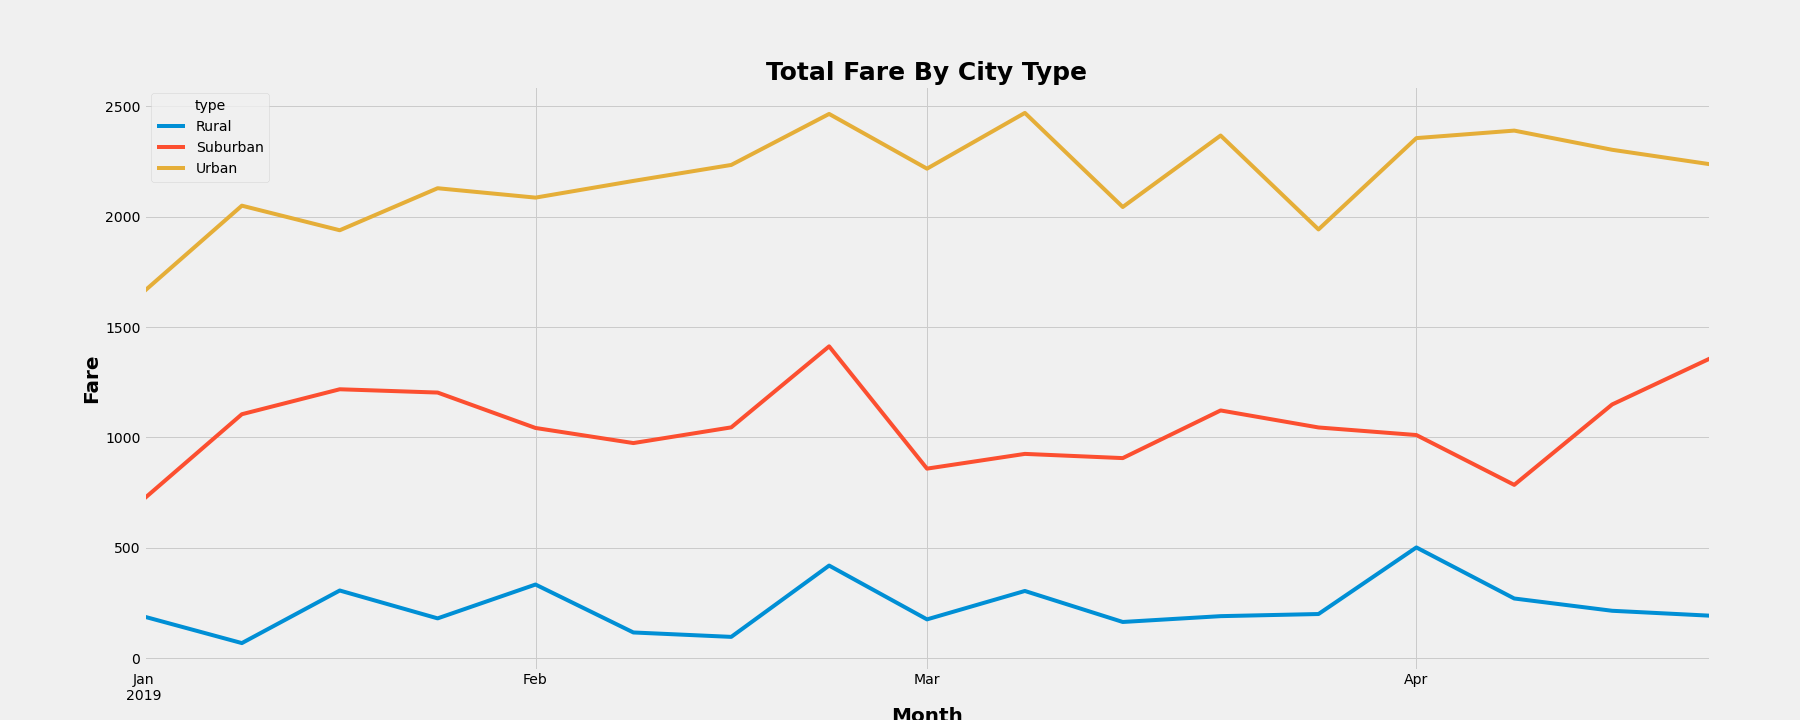 Total Fare By City Type
type
Rural
Suburban
Urban
2500
2000
1500
1000
500
0
Fare
Jan
2019
Feb
Mar
Apr
Month